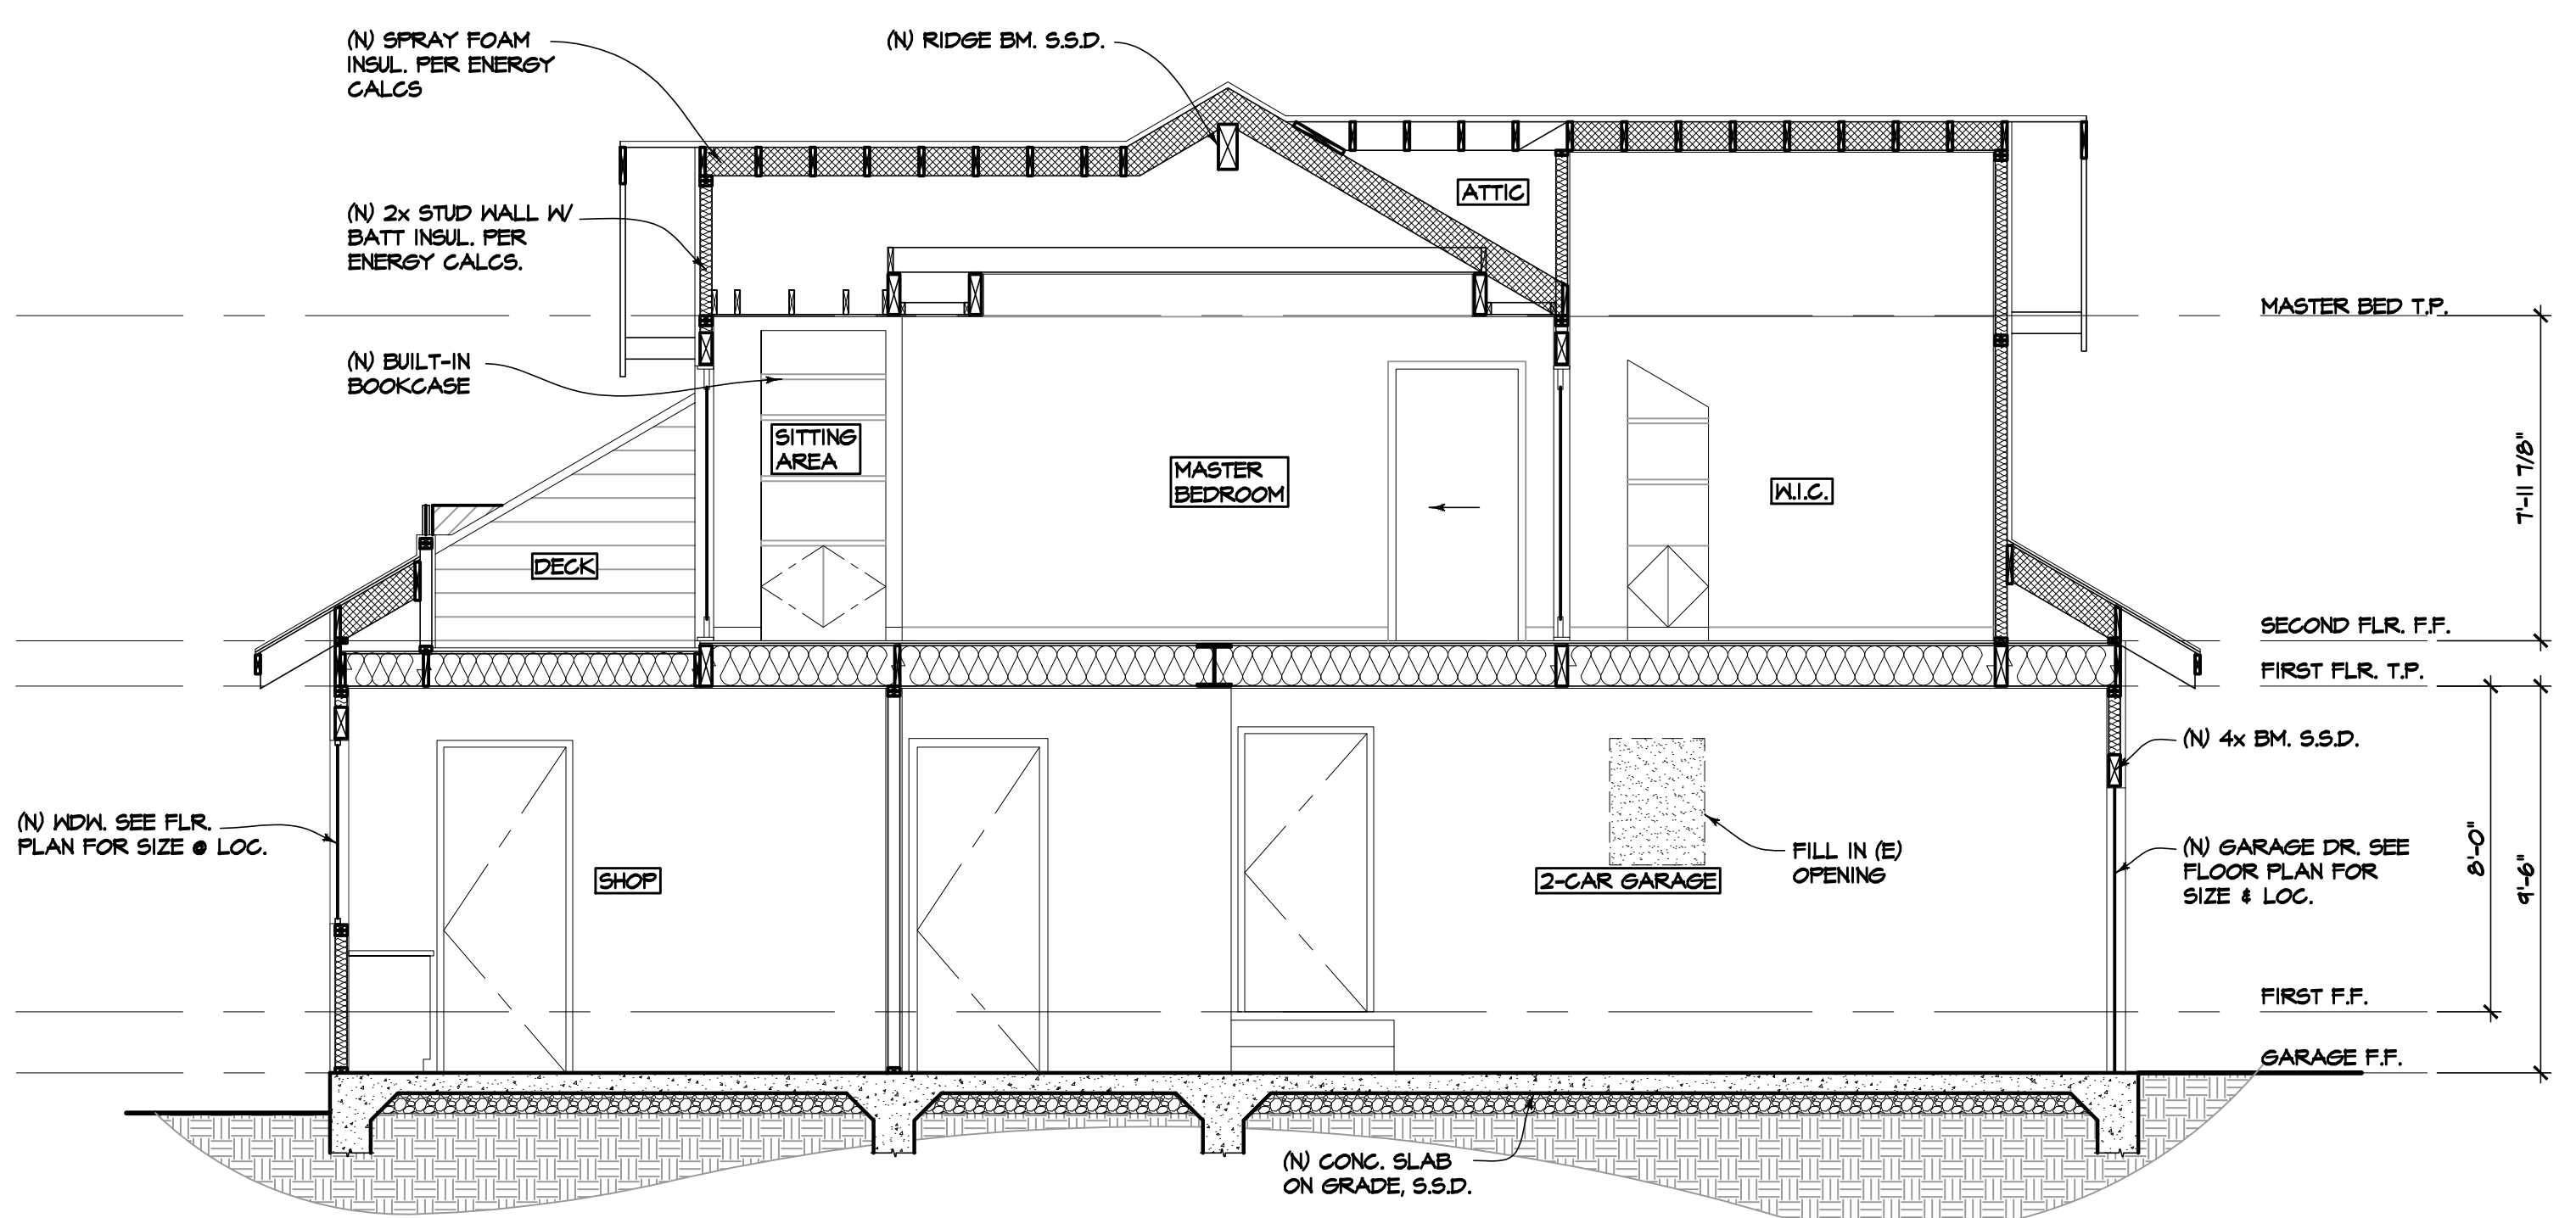 (N) SPRAY FOAM
INSUL. PER ENERGY
CALCS
(N) RIDGE BM. S.S.D.
(N) 2x STUD WALL W/
BATT INSUL. PER
ENERGY CALCS.
ATTIC
MASTER BED T.P.
(N) BUILT-IN
BOOKCASE
SITTING
AREA
MASTER
BEDROOM
W.I.C.
7'-11 7/8"
DECK
SECOND FLR. F.F.
FIRST FLR. T.P.
(N) 4x BM. S.S.D.
(N) WDW. SEE FLR.
PLAN FOR SIZE @ LOC.
SHOP
2-CAR GARAGE
FILL IN (E)
OPENING
(N) GARAGE DR. SEE
FLOOR PLAN FOR
SIZE & LOC.
8'-0"
9'-6"
FIRST F.F.
GARAGE F.F.
(N) CONC. SLAB
ON GRADE, S.S.D.